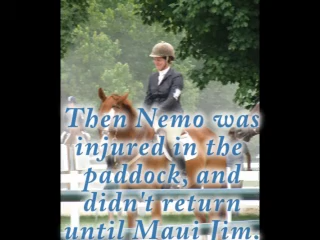 Then Nemo was
injured in the
paddock, and
didn't return
until Maui Jim.